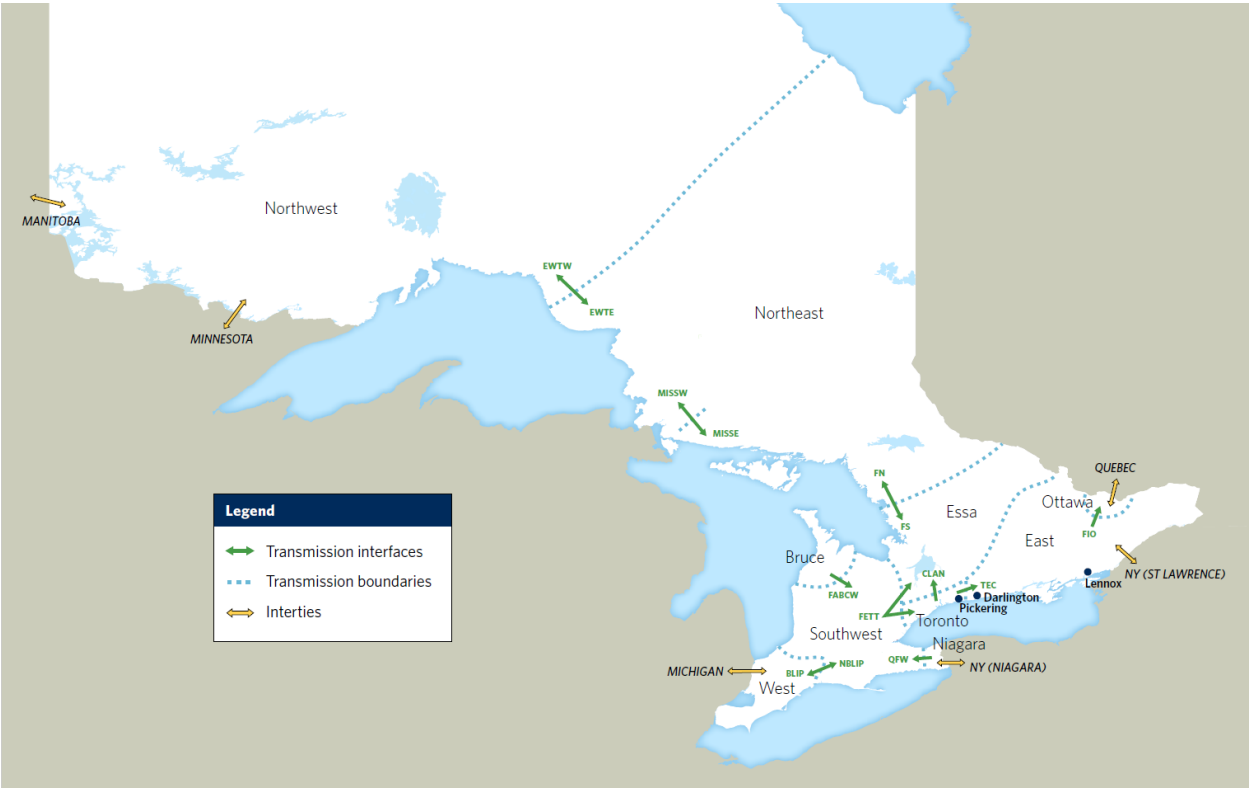 Northwest
MANITOBA
EWTW
EWTE
Northeast
MINNESOTA
MISSW
MISSE
QUEBEC
FN
Legend
Transmission interfaces
Transmission boundaries
Interties
Ottawa
Essa
FS
FIO
East
Bruce
CLAN
NY (ST LAWRENCE)
TEC
Lennox
FABCW
Darlington
Pickering
FETT
Toronto
Southwest
Niagara
QFW
NBLIP
NY (NIAGARA)
MICHIGAN
BLIP
West